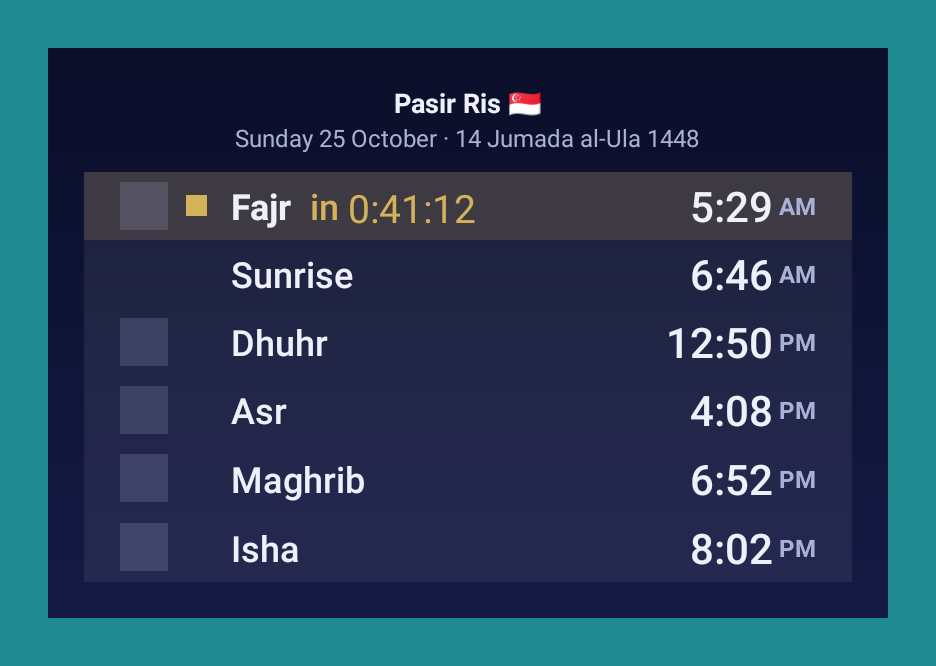 Pasir Ris 🇸🇬
Sunday 25 October · 14 Jumada al-Ula 1448
Fajr in 0:41:12 5:29 AM
Sunrise 6:46 AM
Dhuhr 12:50 PM
Asr 4:08 PM
Maghrib 6:52 PM
Isha 8:02 PM